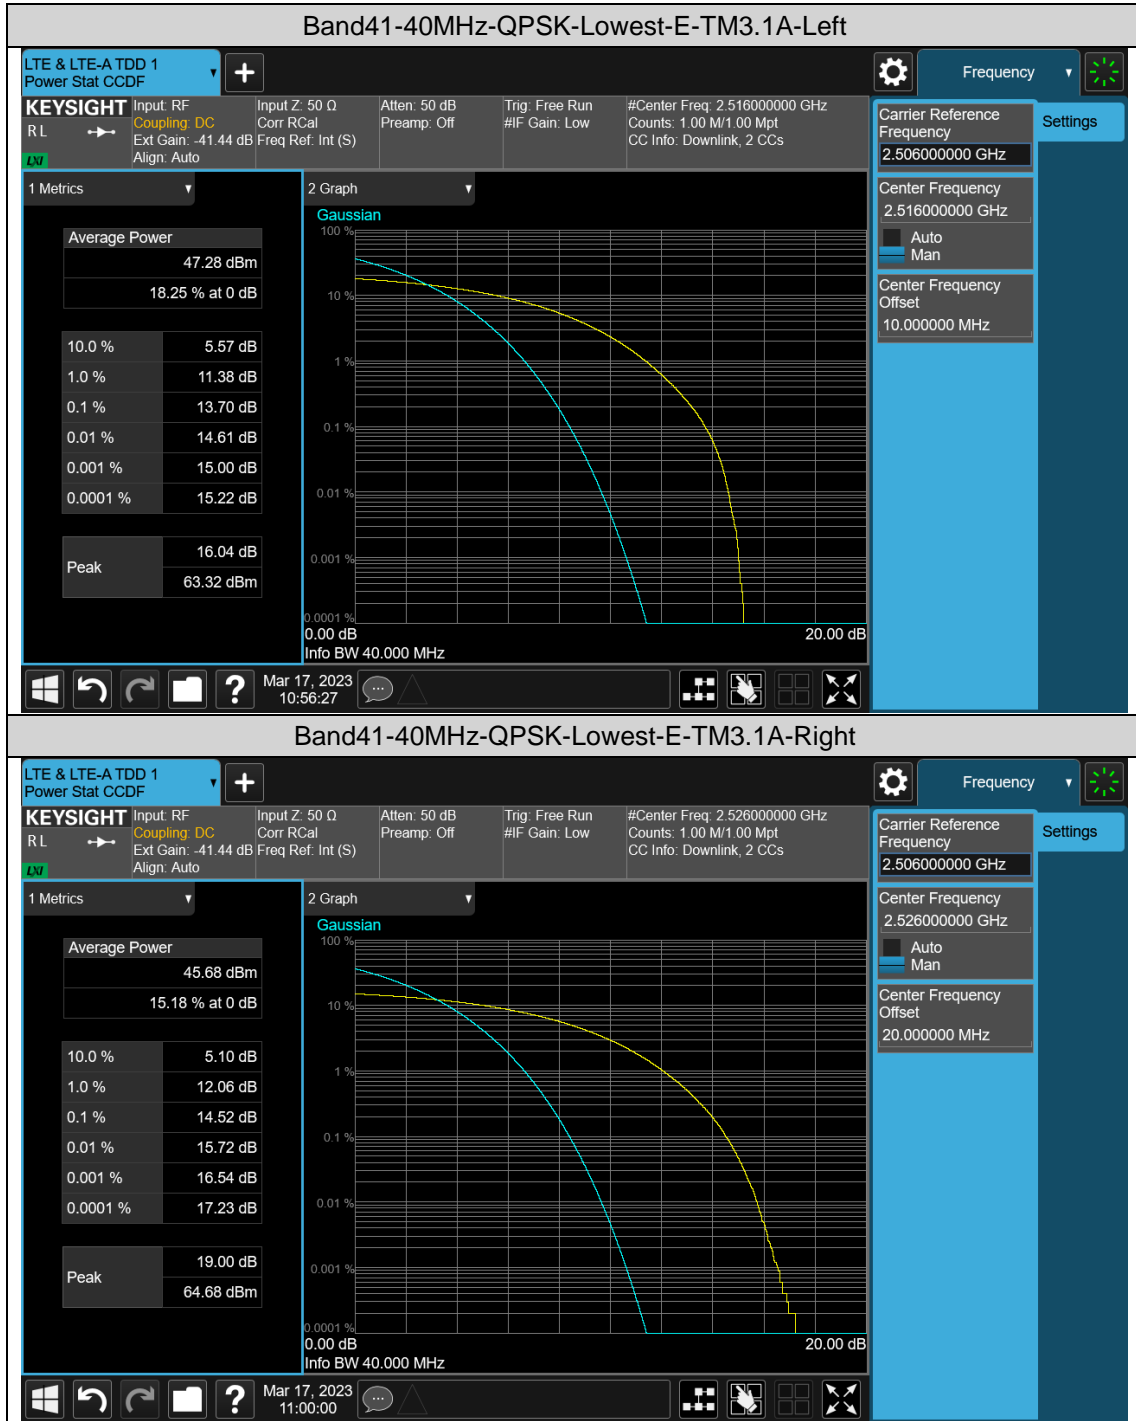 Band41-40MHz-QPSK-Lowest-E-TM3.1A-Left
LTE & LTE-A TDD 1
Power Stat CCDF
Frequency
KEYSIGHT
R L
LXI
Input: RF
Coupling: DC
Ext Gain: -41.44 dB
Align: Auto
Input Z: 50 Ω
Corr RCal
Freq Ref: Int (S)
Atten: 50 dB
Preamp: Off
Trig: Free Run
#IF Gain: Low
#Center Freq: 2.516000000 GHz
Counts: 1.00 M/1.00 Mpt
CC Info: Downlink, 2 CCs
Carrier Reference
Frequency
2.506000000 GHz
Settings
Center Frequency
2.516000000 GHz
Auto
Man
Center Frequency
Offset
10.000000 MHz
1 Metrics
Average Power
47.28 dBm
18.25 % at 0 dB
10.0 % 5.57 dB
1.0 % 11.38 dB
0.1 % 13.70 dB
0.01 % 14.61 dB
0.001 % 15.00 dB
0.0001 % 15.22 dB
Peak
16.04 dB
63.32 dBm
2 Graph
Gaussian
100 %
10 %
1 %
0.1 %
0.01 %
0.001 %
0.0001 %
0.00 dB 20.00 dB
Info BW 40.000 MHz
Mar 17, 2023
10:56:27
Band41-40MHz-QPSK-Lowest-E-TM3.1A-Right
LTE & LTE-A TDD 1
Power Stat CCDF
Frequency
KEYSIGHT
R L
LXI
Input: RF
Coupling: DC
Ext Gain: -41.44 dB
Align: Auto
Input Z: 50 Ω
Corr RCal
Freq Ref: Int (S)
Atten: 50 dB
Preamp: Off
Trig: Free Run
#IF Gain: Low
#Center Freq: 2.526000000 GHz
Counts: 1.00 M/1.00 Mpt
CC Info: Downlink, 2 CCs
Carrier Reference
Frequency
2.506000000 GHz
Settings
Center Frequency
2.526000000 GHz
Auto
Man
Center Frequency
Offset
20.000000 MHz
1 Metrics
Average Power
45.68 dBm
15.18 % at 0 dB
10.0 % 5.10 dB
1.0 % 12.06 dB
0.1 % 14.52 dB
0.01 % 15.72 dB
0.001 % 16.54 dB
0.0001 % 17.23 dB
Peak
19.00 dB
64.68 dBm
2 Graph
Gaussian
100 %
10 %
1 %
0.1 %
0.01 %
0.001 %
0.0001 %
0.00 dB 20.00 dB
Info BW 40.000 MHz
Mar 17, 2023
11:00:00